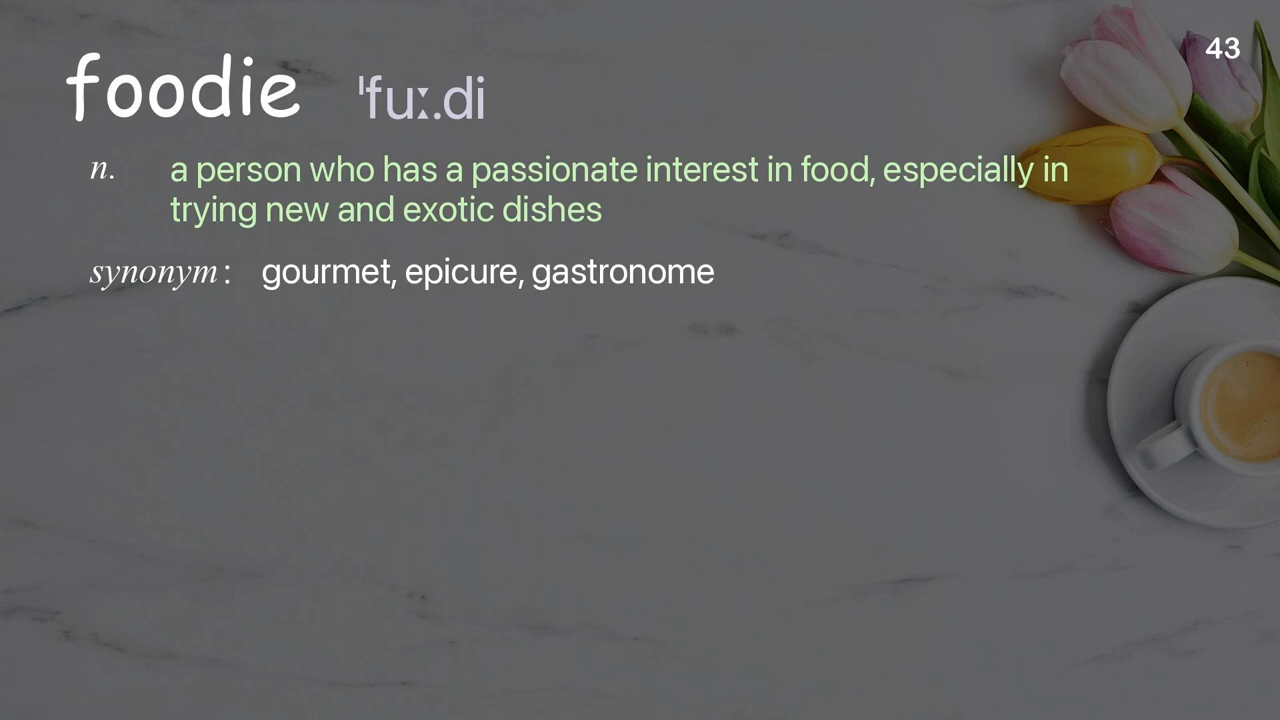 43
foodie ˈfuː.di
n. a person who has a passionate interest in food, especially in
trying new and exotic dishes
synonym: gourmet, epicure, gastronome